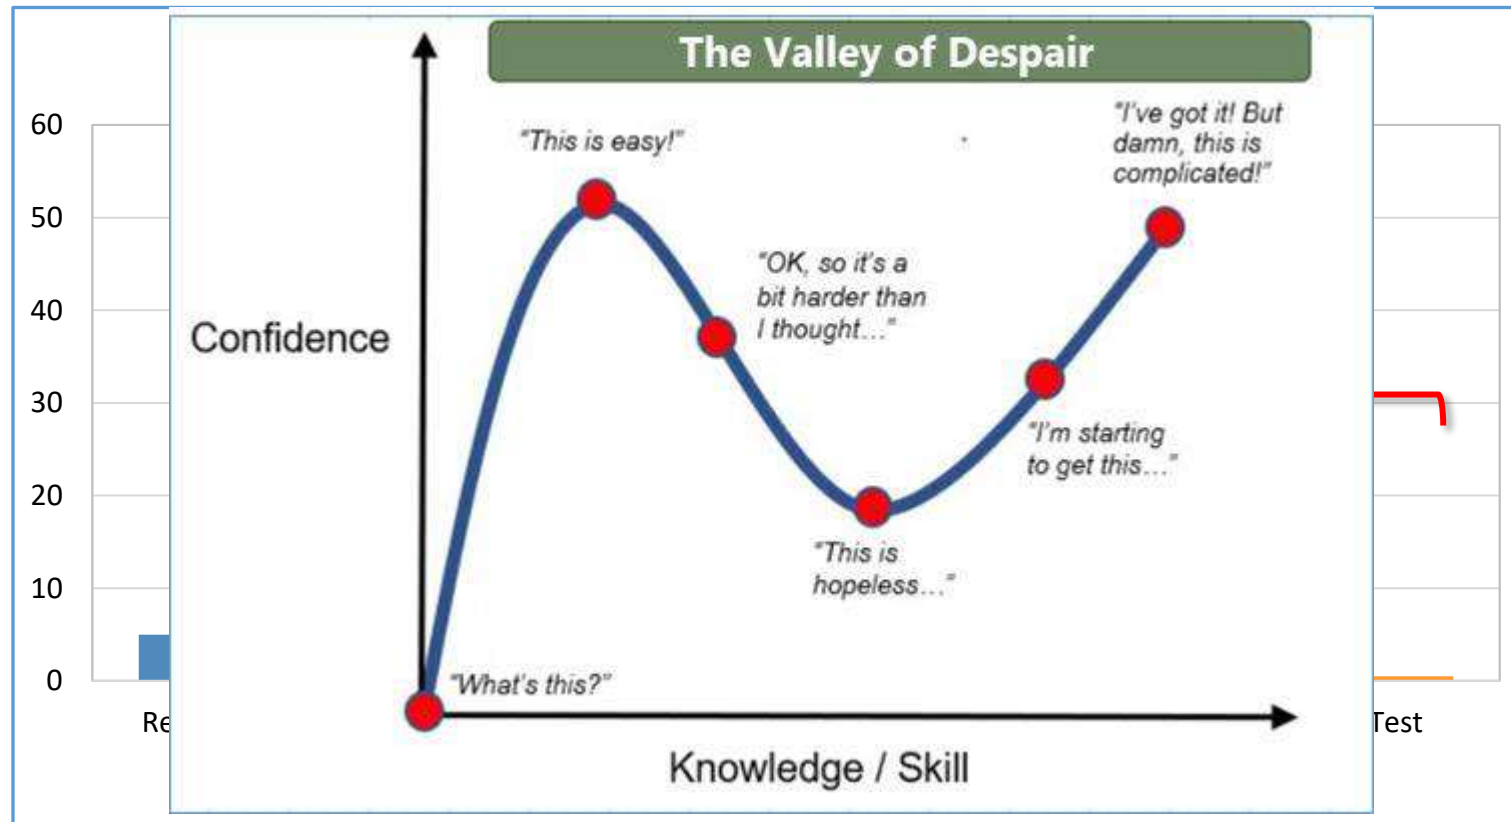 The Valley of Despair
"I've got it! But
damn, this is
complicated!"
"This is easy!"
"OK, so it's a
bit harder than
I thought…"
Confidence
"I'm starting
to get this…"
"This is
hopeless…"
"What's this?"
Knowledge / Skill
60
50
40
30
20
10
0
Re
Test